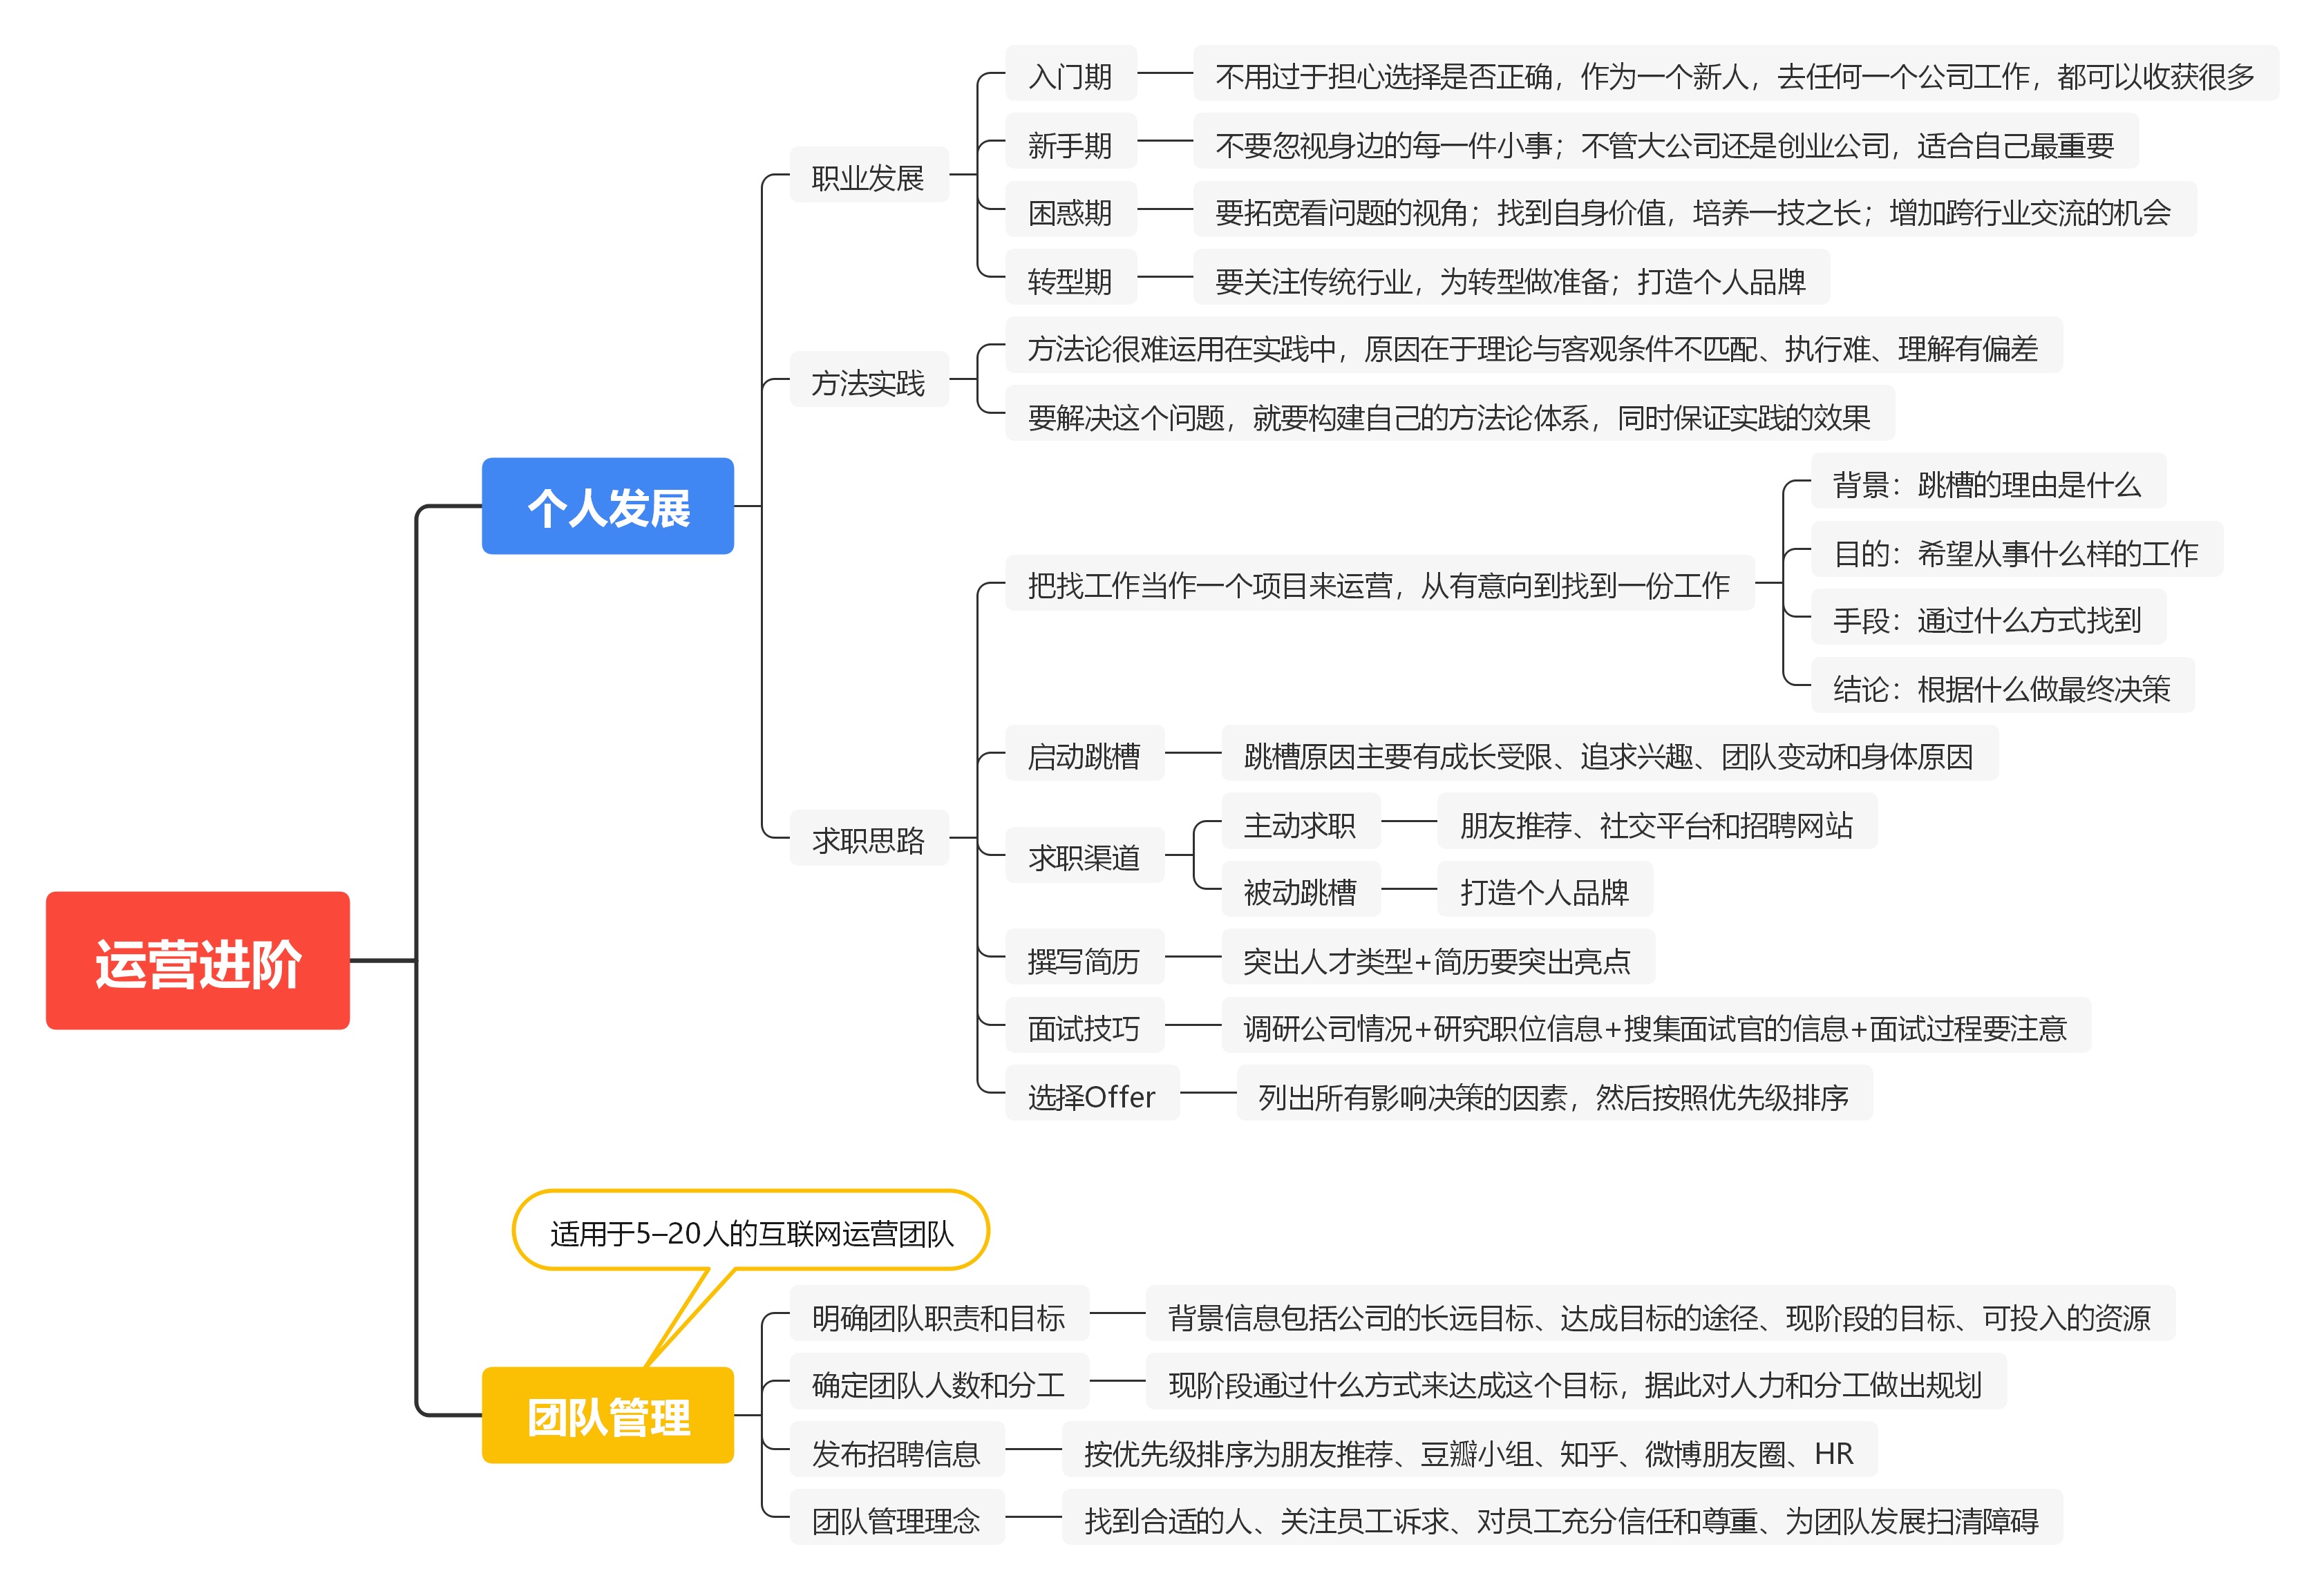 运营进阶
个人发展
职业发展
入门期
不用过于担心选择是否正确，作为一个新人，去任何一个公司工作，都可以收获很多
新手期
不要忽视身边的每一件小事；不管大公司还是创业公司，适合自己最重要
困惑期
要拓宽看问题的视角；找到自身价值，培养一技之长；增加跨行业交流的机会
转型期
要关注传统行业，为转型做准备；打造个人品牌
方法实践
方法论很难运用在实践中，原因在于理论与客观条件不匹配、执行难、理解有偏差
要解决这个问题，就要构建自己的方法论体系，同时保证实践的效果
求职思路
把找工作当作一个项目来运营，从有意向到找到一份工作
背景：跳槽的理由是什么
目的：希望从事什么样的工作
手段：通过什么方式找到
结论：根据什么做最终决策
启动跳槽
跳槽原因主要有成长受限、追求兴趣、团队变动和身体原因
求职渠道
主动求职
朋友推荐、社交平台和招聘网站
被动跳槽
打造个人品牌
撰写简历
突出人才类型+简历要突出亮点
面试技巧
调研公司情况+研究职位信息+搜集面试官的信息+面试过程要注意
选择Offer
列出所有影响决策的因素，然后按照优先级排序
适用于5–20人的互联网运营团队
团队管理
明确团队职责和目标
背景信息包括公司的长远目标、达成目标的途径、现阶段的目标、可投入的资源
确定团队人数和分工
现阶段通过什么方式来达成这个目标，据此对人力和分工做出规划
发布招聘信息
按优先级排序为朋友推荐、豆瓣小组、知乎、微博朋友圈、HR
团队管理理念
找到合适的人、关注员工诉求、对员工充分信任和尊重、为团队发展扫清障碍